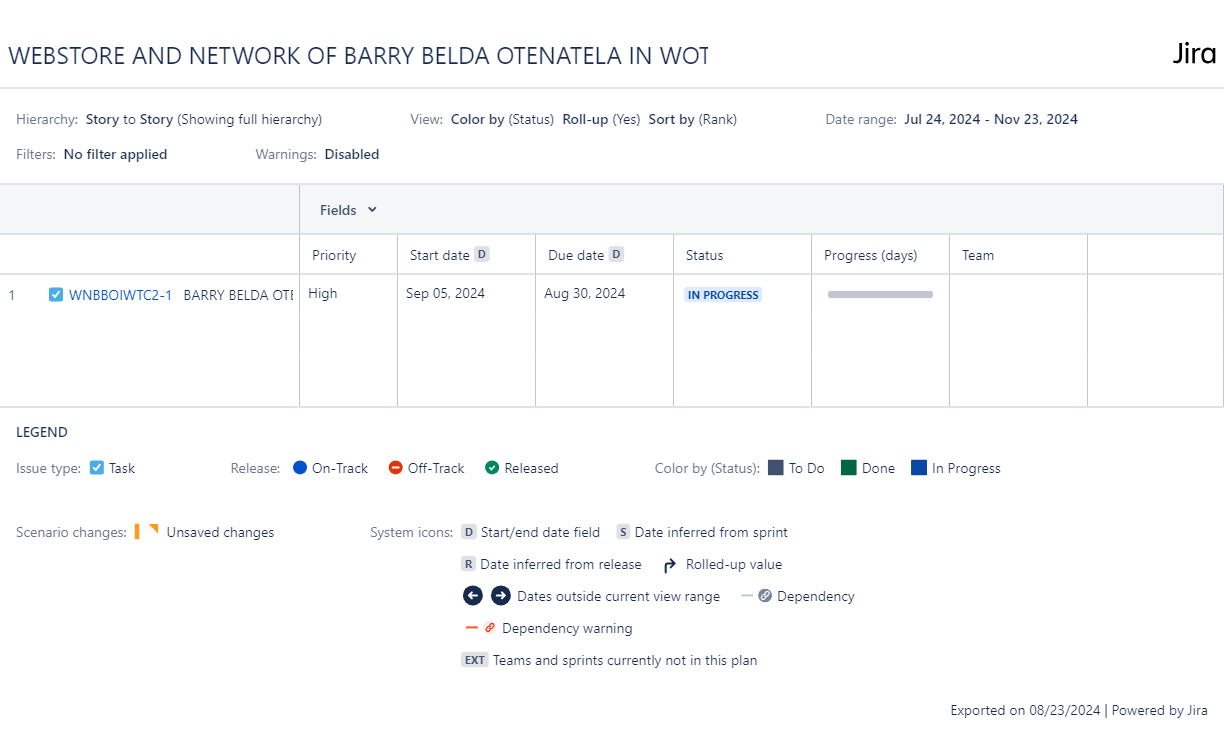 WEBSTORE AND NETWORK OF BARRY BELDA OTENATELA IN WOT
Jira
Hierarchy: Story to Story (Showing full hierarchy) View: Color by (Status) Roll-up (Yes) Sort by (Rank) Date range: Jul 24, 2024 - Nov 23, 2024
Filters: No filter applied Warnings: Disabled
Fields
Priority Start date D Due date D Status Progress (days) Team
1 WNBBOIWTC2-1 BARRY BELDA OTE High Sep 05, 2024 Aug 30, 2024 IN PROGRESS
LEGEND
Issue type: Task Release: On-Track Off-Track Released Color by (Status): To Do Done In Progress
Scenario changes: Unsaved changes System icons: D Start/end date field S Date inferred from sprint
R Date inferred from release Rolled-up value
Dates outside current view range Dependency
Dependency warning
EXT Teams and sprints currently not in this plan
Exported on 08/23/2024 | Powered by Jira